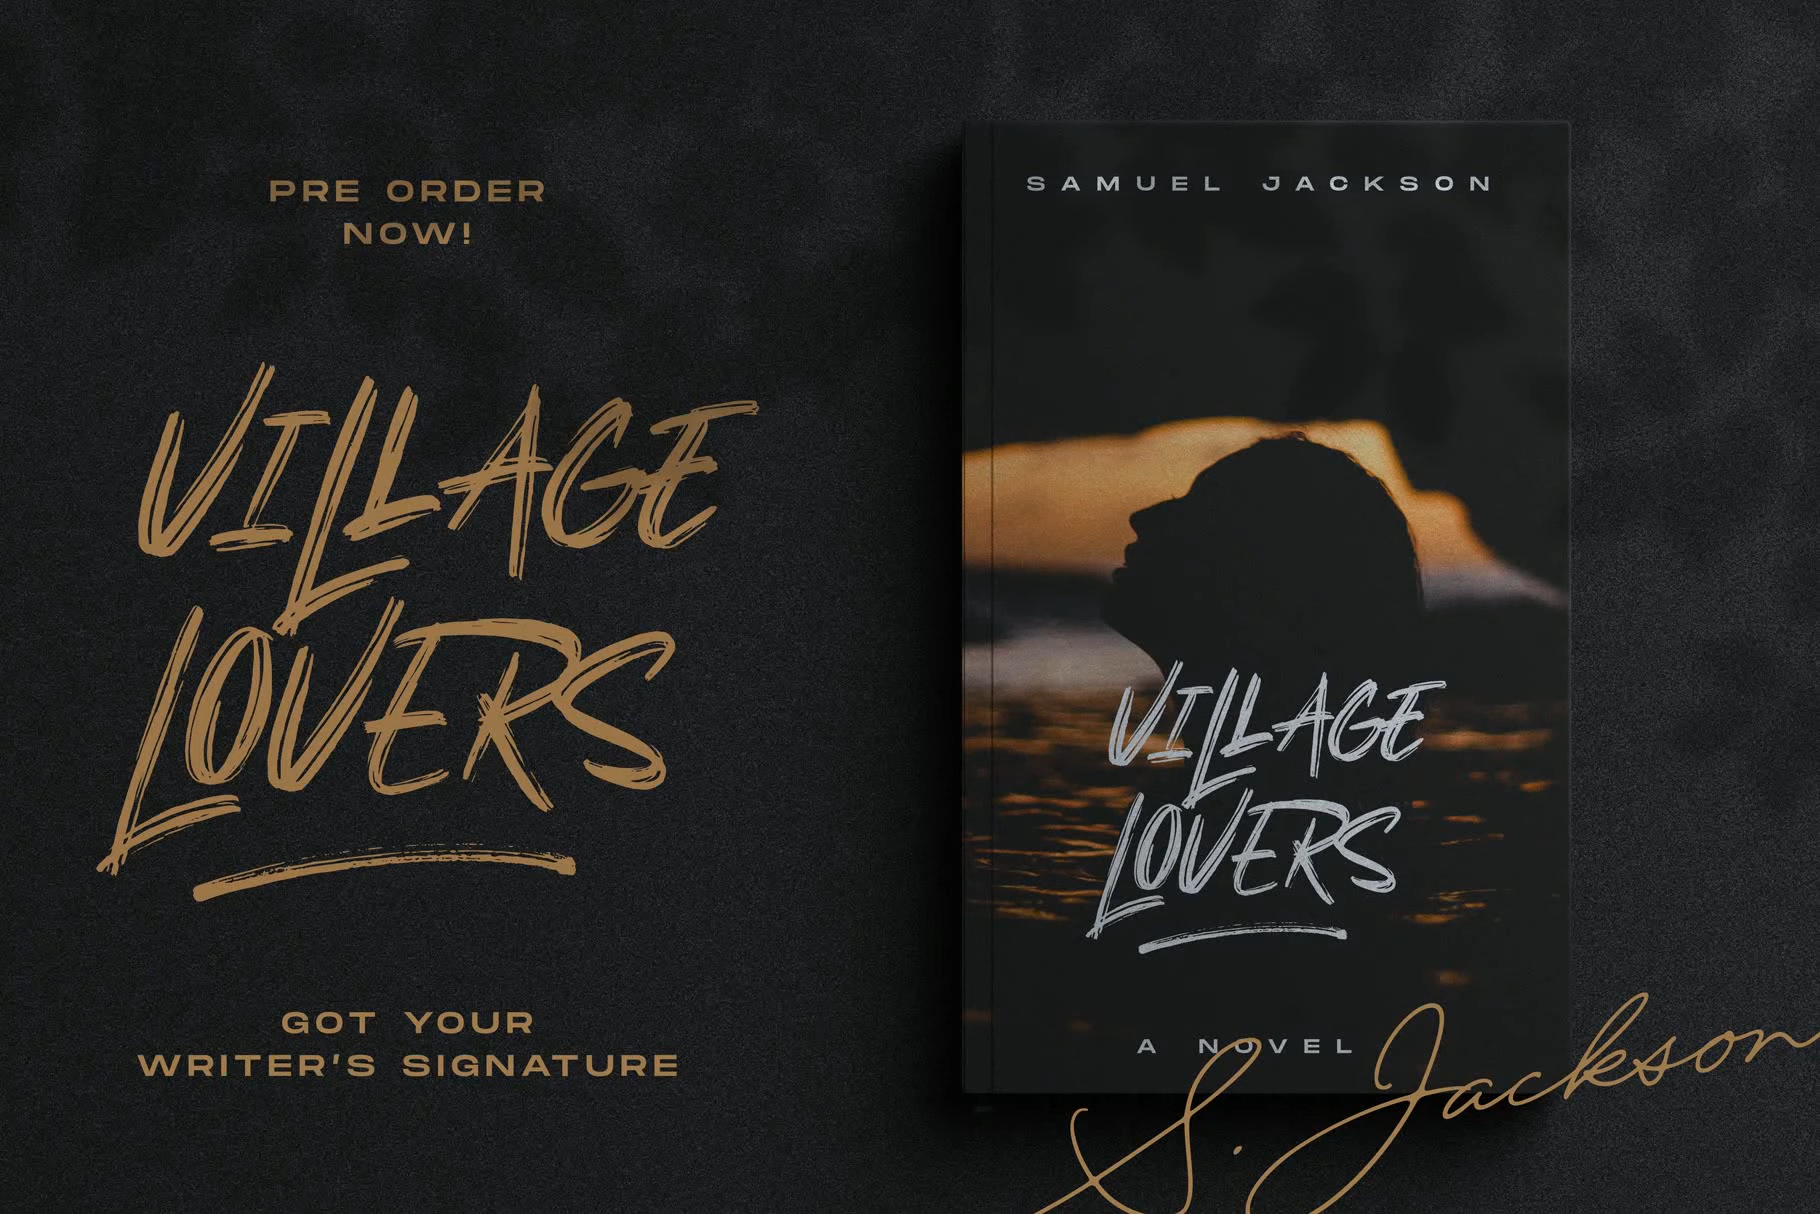 PRE ORDER
NOW!
VILLAGE
LOVERS
GOT YOUR
WRITER'S SIGNATURE
SAMUEL JACKSON
VILLAGE
LOVERS
A NOVEL
S. Jackson